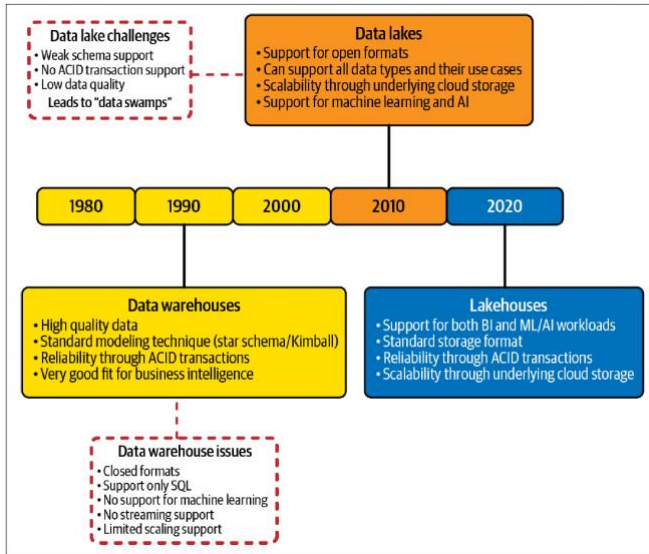 Data lake challenges
• Weak schema support
• No ACID transaction support
• Low data quality
Leads to “data swamps”
Data lakes
• Support for open formats
• Can support all data types and their use cases
• Scalability through underlying cloud storage
• Support for machine learning and AI
1980 1990 2000 2010 2020
Data warehouses
• High quality data
• Standard modeling technique (star schema/Kimball)
• Reliability through ACID transactions
• Very good fit for business intelligence
Lakehouses
• Support for both BI and ML/AI workloads
• Standard storage format
• Reliability through ACID transactions
• Scalability through underlying cloud storage
Data warehouse issues
• Closed formats
• Support only SQL
• No support for machine learning
• No streaming support
• Limited scaling support